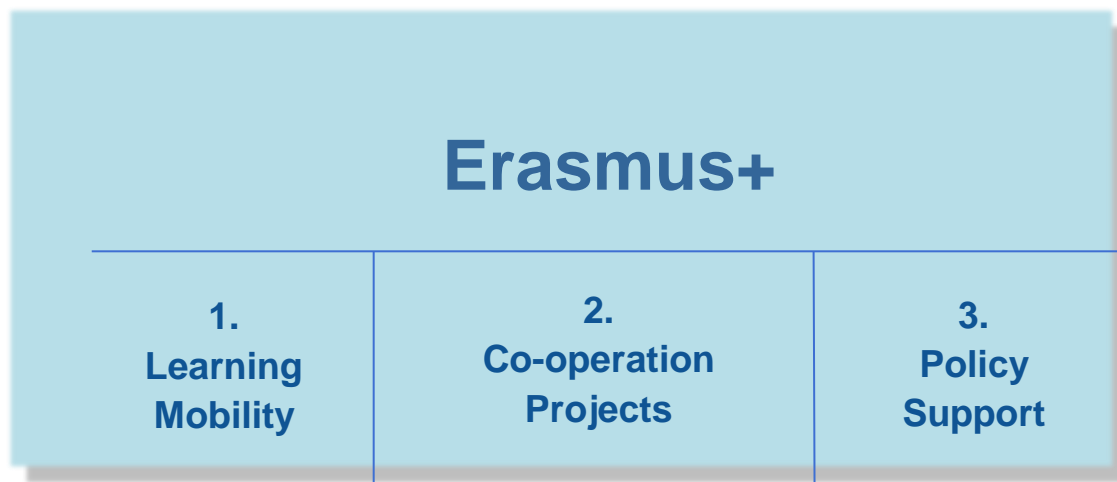 Erasmus+
1.
Learning
Mobility
2.
Co-operation
Projects
3.
Policy
Support